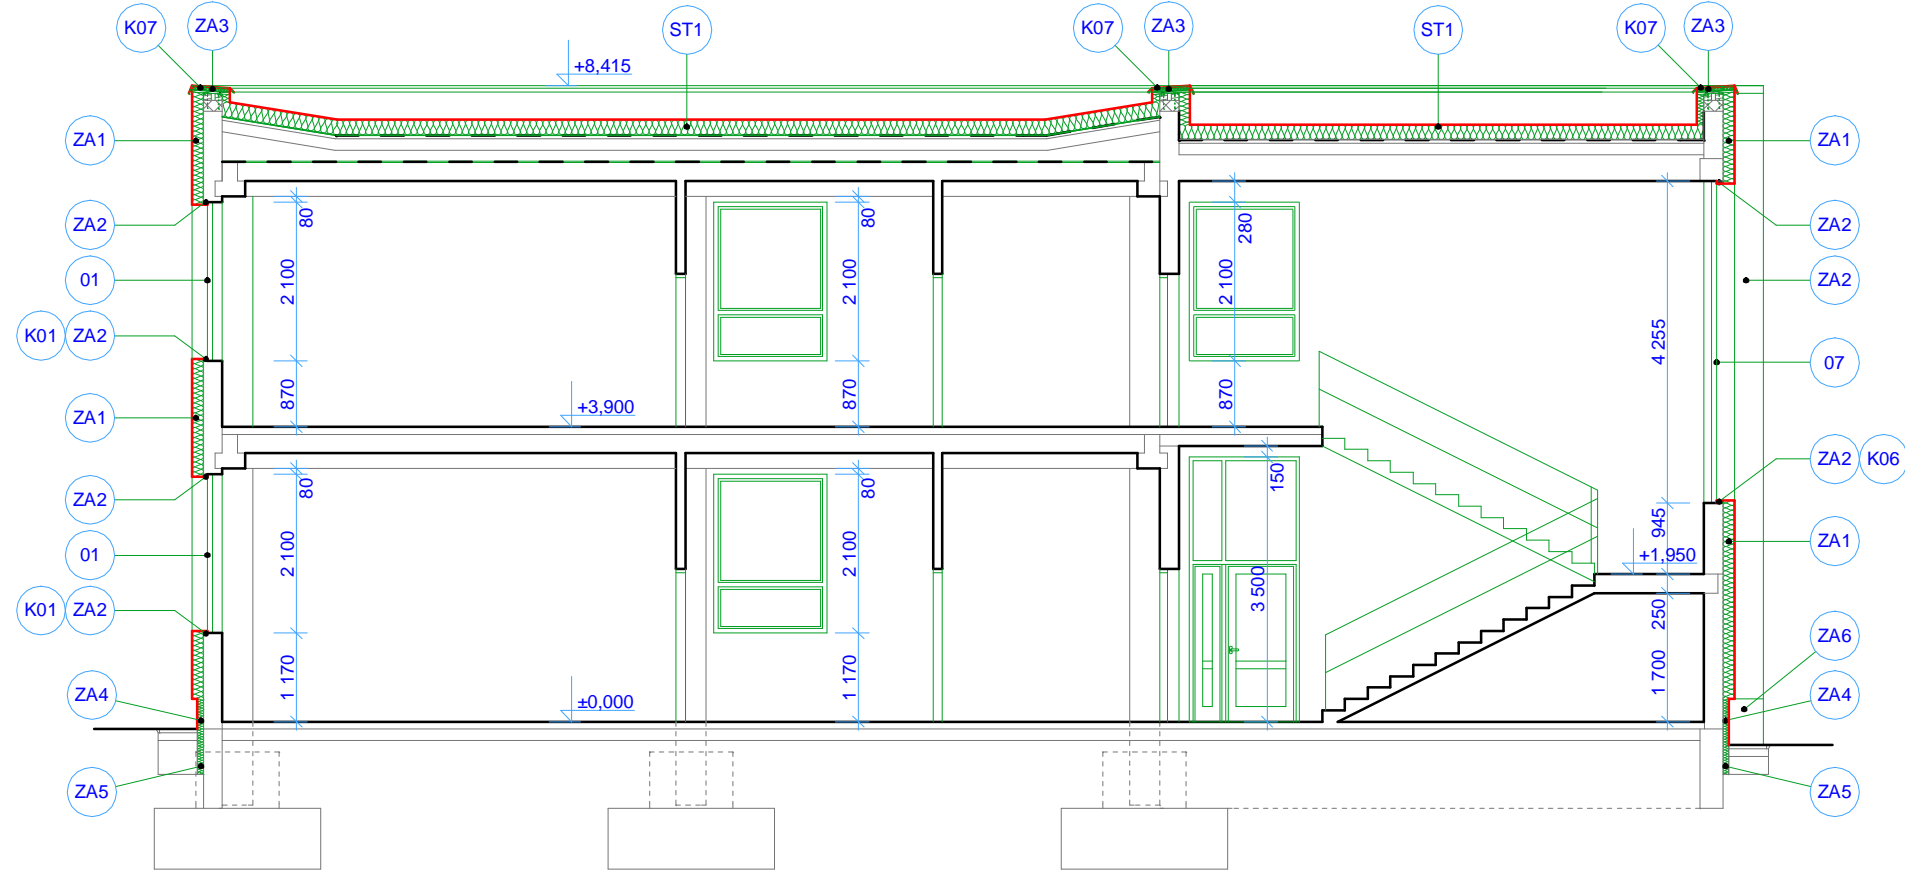 K07 ZA3 ST1 K07 ZA3 ST1 K07 ZA3
+8,415
ZA1 ZA1
80 80 280
ZA2 ZA2
01 2 100 2 100 2 100 ZA2
K01 ZA2 4 255 07
870 870 870
+3,900
ZA1
ZA2 K06
80 80 150
ZA2
945
01 2 100 2 100 +1,950 ZA1
3 500
K01 ZA2 250 ZA6
1 170 1 170 1 700
ZA4 ±0,000 ZA4
ZA5 ZA5